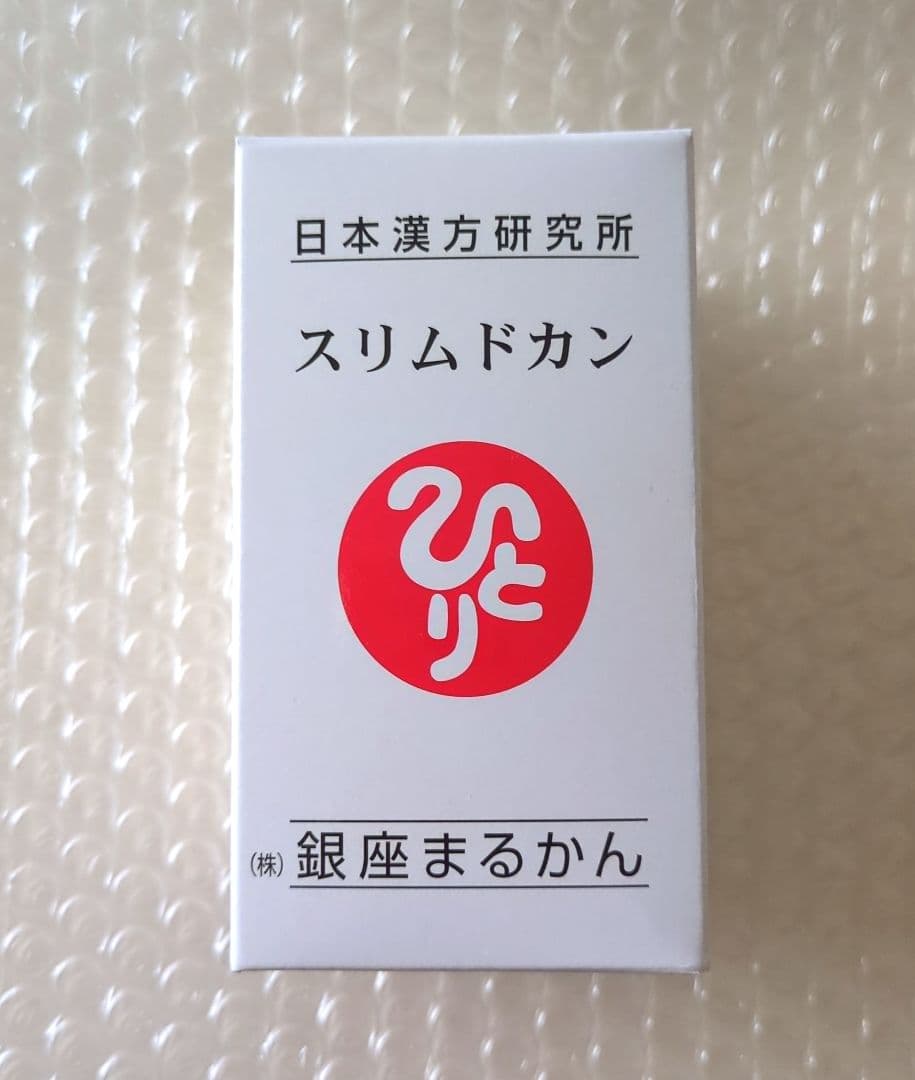 日本漢方研究所
スリムドカン
ひとり
(株)銀座まるかん